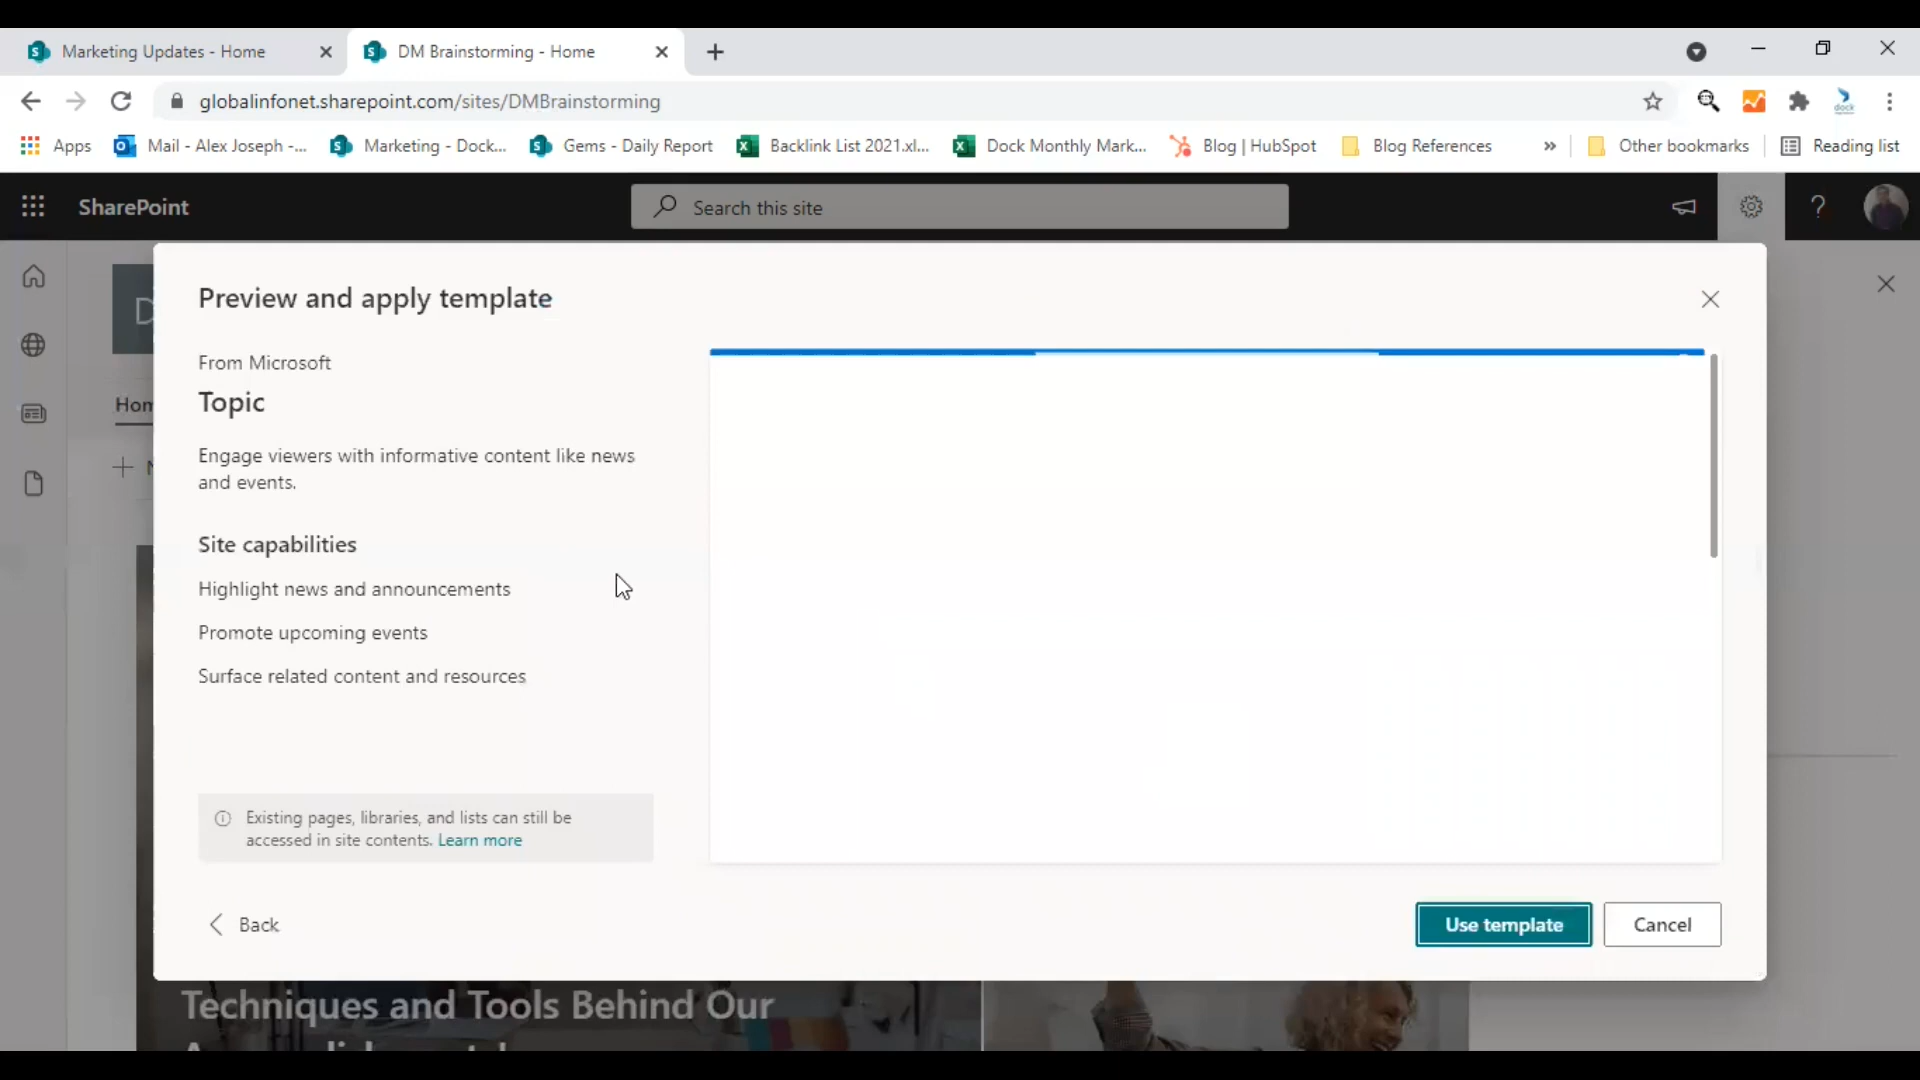 Marketing Updates - Home
DM Brainstorming - Home
globalinfonet.sharepoint.com/sites/DMBrainstorming
Apps
Mail - Alex Joseph -...
Marketing - Dock...
Gems - Daily Report
Backlink List 2021.xl...
Dock Monthly Mark...
Blog | HubSpot
Blog References
»
Other bookmarks
Reading list
SharePoint
Search this site
Preview and apply template
From Microsoft
Topic
Engage viewers with informative content like news
and events.
Site capabilities
Highlight news and announcements
Promote upcoming events
Surface related content and resources
Existing pages, libraries, and lists can still be
accessed in site contents. Learn more
Back
Use template
Cancel
Techniques and Tools Behind Our